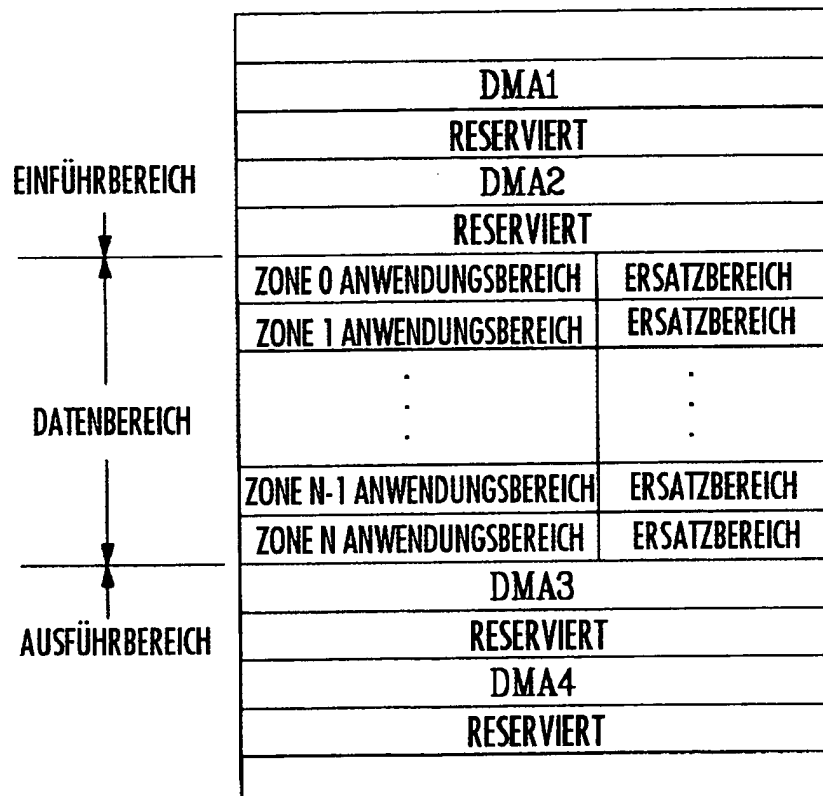 DMA1
RESERVIERT
EINFÜHRBEREICH
DMA2
RESERVIERT
ZONE 0 ANWENDUNGSBEREICH ERSATZBEREICH
ZONE 1 ANWENDUNGSBEREICH ERSATZBEREICH
DATENBEREICH
ZONE N-1 ANWENDUNGSBEREICH ERSATZBEREICH
ZONE N ANWENDUNGSBEREICH ERSATZBEREICH
DMA3
AUSFÜHRBEREICH
RESERVIERT
DMA4
RESERVIERT